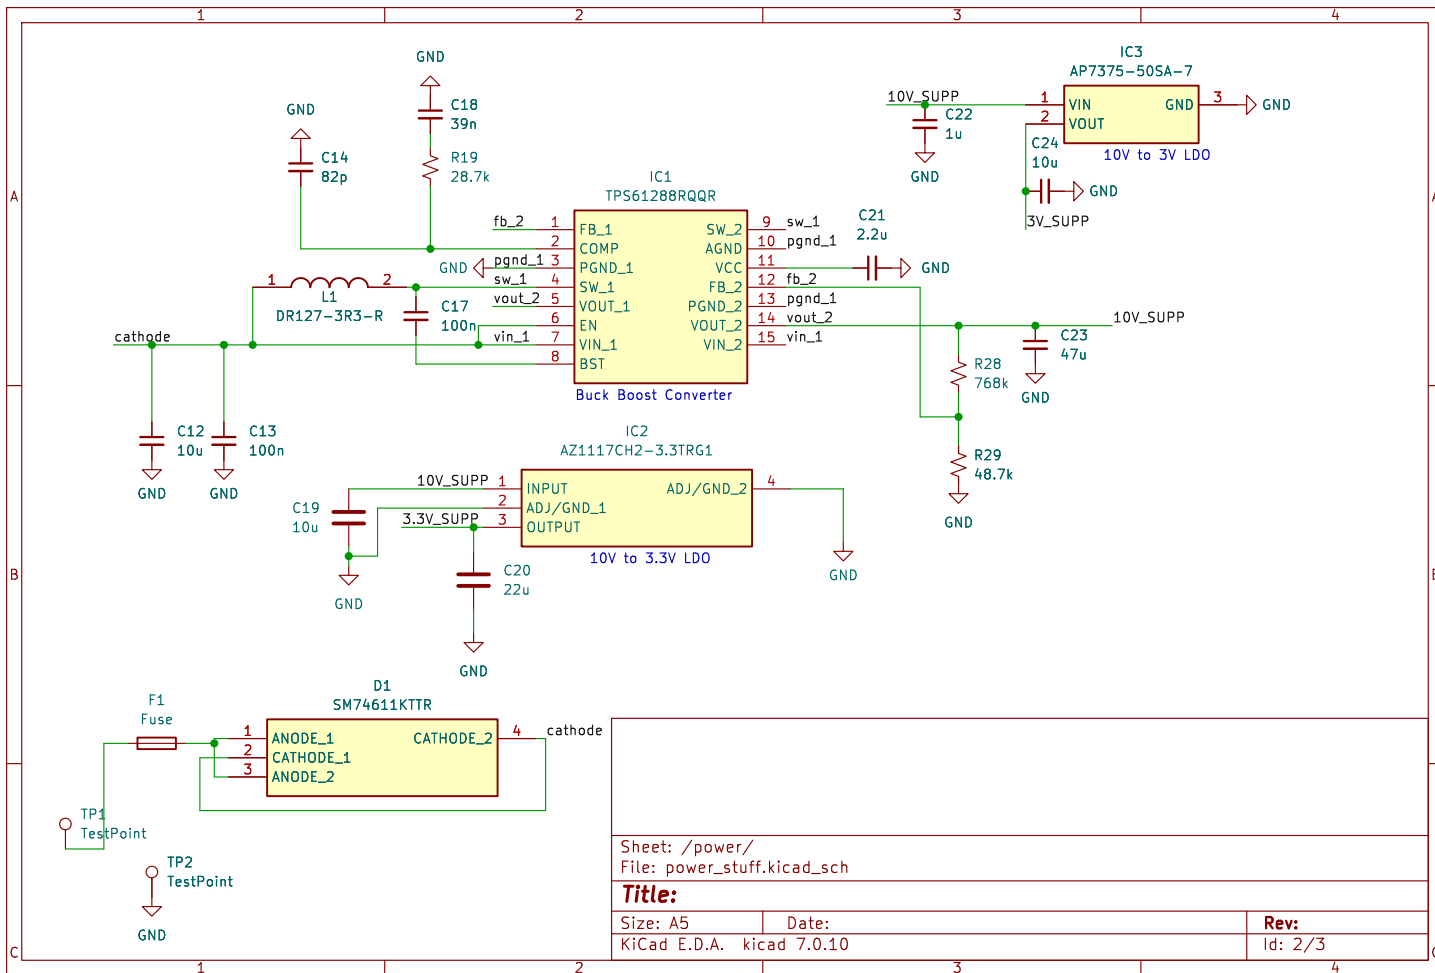 1 2 3 4
A
B
C
A
B
1 2 3 4
GND
C18
39n
GND
C14
82p
R19
28.7k
IC1
TPS61288RQQR
fb_2 1 FB_1
2 COMP
GND pgnd_1 3 PGND_1
sw_1 4 SW_1
vout_2 5 VOUT_1
6 EN
vin_1 7 VIN_1
8 BST
SW_2 9 sw_1
AGND 10 pgnd_1
VCC 11
FB_2 12 fb_2
PGND_2 13 pgnd_1
VOUT_2 14 vout_2
VIN_2 15 vin_1
Buck Boost Converter
1 2
L1
DR127-3R3-R
C17
100n
cathode
C12
10u
GND
C13
100n
GND
C21
2.2u
GND
10V_SUPP
C23
47u
GND
R28
768k
R29
48.7k
GND
IC3
AP7375-50SA-7
10V_SUPP
1 VIN
2 VOUT
GND 3 GND
10V to 3V LDO
C22
1u
GND
C24
10u
GND
3V_SUPP
IC2
AZ1117CH2-3.3TRG1
10V_SUPP 1 INPUT
2 ADJ/GND_1
3.3V_SUPP 3 OUTPUT
ADJ/GND_2 4
10V to 3.3V LDO
C19
10u
GND
C20
22u
GND
GND
D1
SM74611KTTR
F1
Fuse
1 ANODE_1
2 CATHODE_1
3 ANODE_2
CATHODE_2 4 cathode
TP1
TestPoint
TP2
TestPoint
GND
Sheet: /power/
File: power_stuff.kicad_sch
Title:
Size: A5 Date: Rev:
KiCad E.D.A. kicad 7.0.10 Id: 2/3